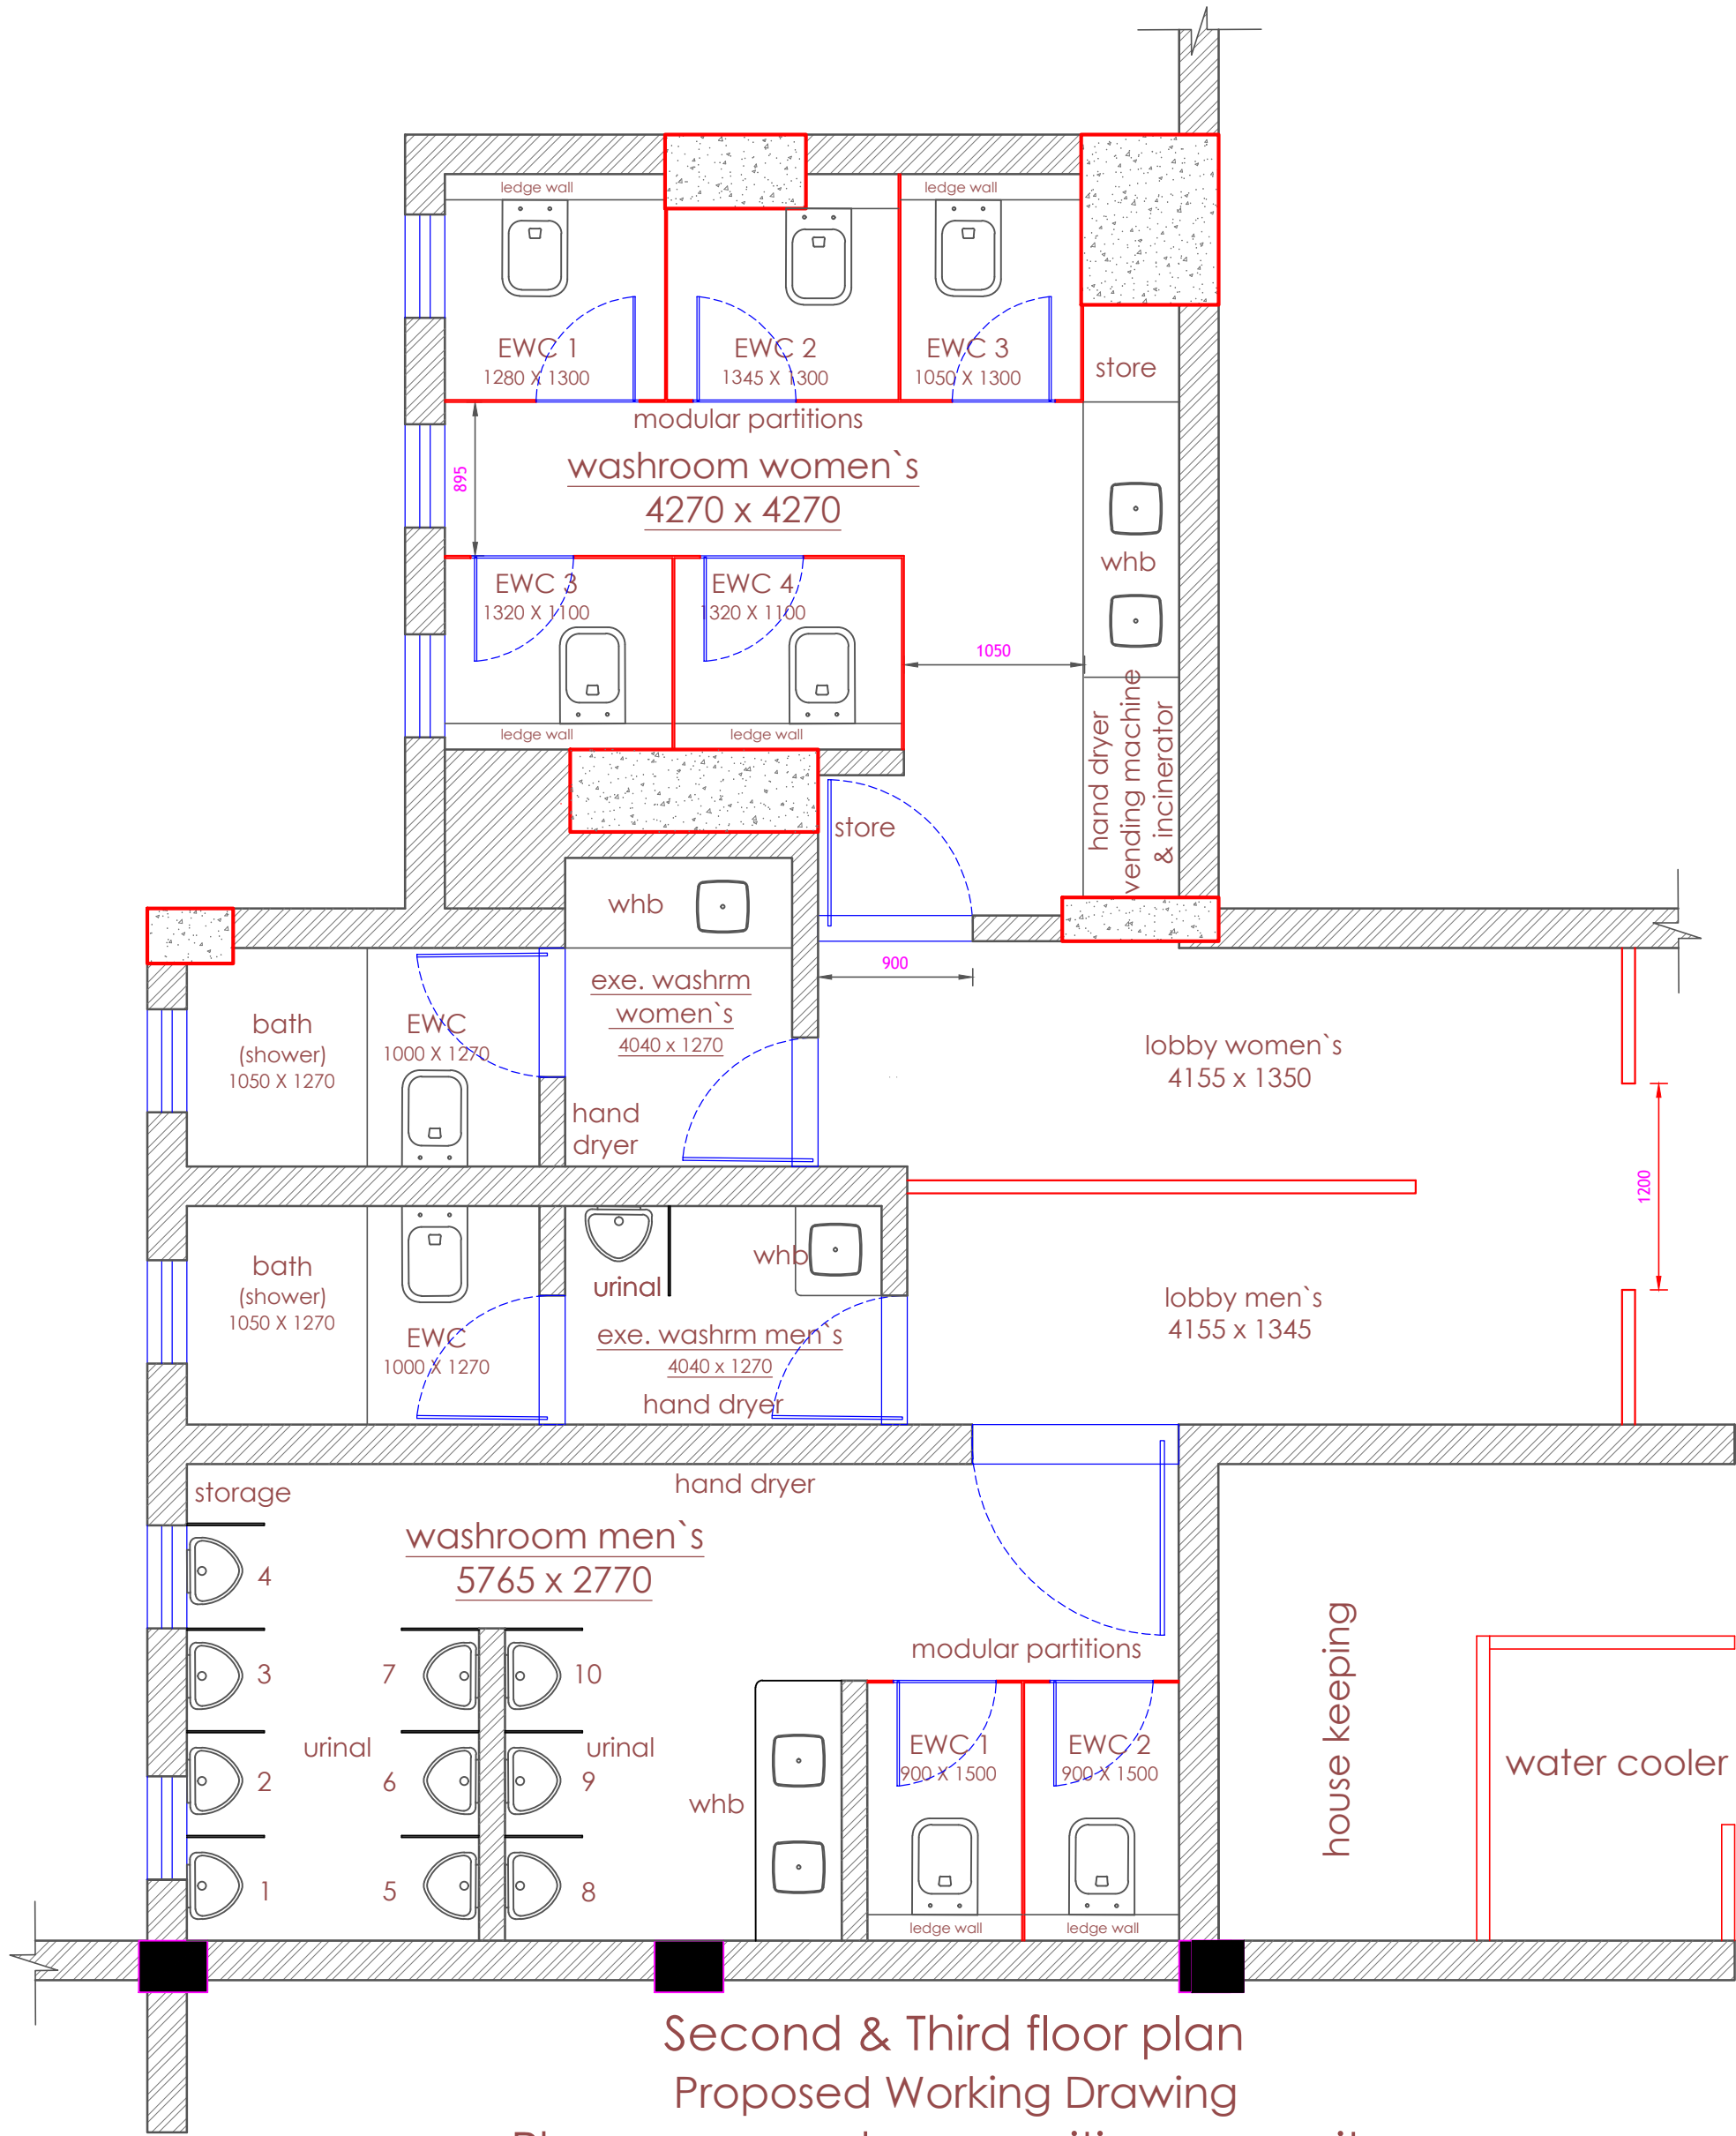 ledge wall
ledge wall
EWC 1
1280 X 1300
EWC 2
1345 X 1300
EWC 3
1050 X 1300
store
modular partitions
washroom women`s
4270 x 4270
895
whb
EWC 3
1320 X 1100
EWC 4
1320 X 1100
1050
ledge wall
ledge wall
hand dryer
vending machine
& incinerator
store
whb
900
exe. washrm
women`s
4040 x 1270
bath
(shower)
1050 X 1270
EWC
1000 X 1270
hand
dryer
lobby women`s
4155 x 1350
1200
bath
(shower)
1050 X 1270
EWC
1000 X 1270
urinal
whb
exe. washrm men`s
4040 x 1270
hand dryer
lobby men`s
4155 x 1345
storage
hand dryer
washroom men`s
5765 x 2770
4
3
7
10
modular partitions
urinal
urinal
2
6
9
whb
EWC 1
900 X 1500
EWC 2
900 X 1500
house keeping
water cooler
1
5
8
ledge wall
ledge wall
Second & Third floor plan
Proposed Working Drawing